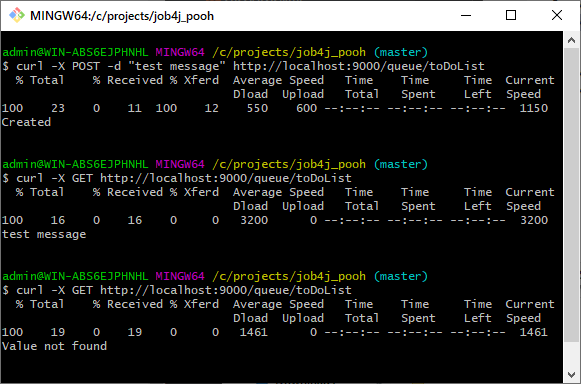 MINGW64:/c/projects/job4j_pooh
admin@WIN-ABS6EJPHNHL MINGW64 /c/projects/job4j_pooh (master)
$ curl -X POST -d "test message" http://localhost:9000/queue/toDoList
  % Total    % Received % Xferd  Average Speed   Time    Time     Time  Current
                                 Dload  Upload   Total   Spent    Left  Speed
100    23    0    11  100    12    550    600 --:--:-- --:--:-- --:--:--  1150
Created
admin@WIN-ABS6EJPHNHL MINGW64 /c/projects/job4j_pooh (master)
$ curl -X GET http://localhost:9000/queue/toDoList
  % Total    % Received % Xferd  Average Speed   Time    Time     Time  Current
                                 Dload  Upload   Total   Spent    Left  Speed
100    16    0    16    0     0   3200      0 --:--:-- --:--:-- --:--:--  3200
test message
admin@WIN-ABS6EJPHNHL MINGW64 /c/projects/job4j_pooh (master)
$ curl -X GET http://localhost:9000/queue/toDoList
  % Total    % Received % Xferd  Average Speed   Time    Time     Time  Current
                                 Dload  Upload   Total   Spent    Left  Speed
100    19    0    19    0     0   1461      0 --:--:-- --:--:-- --:--:--  1461
Value not found